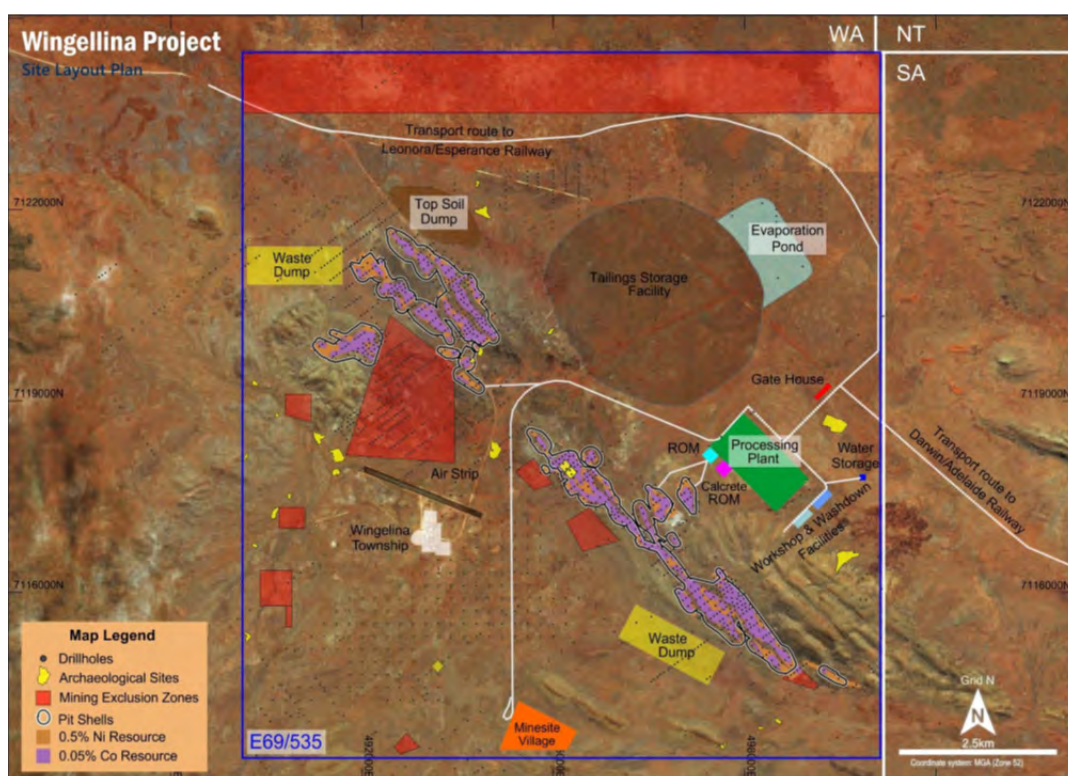 Wingellina Project
Site Layout Plan
WA
NT
SA
Transport route to
Leonora/Esperance Railway
7122000N
7122000N
Top Soil
Dump
Evaporation
Pond
Waste
Dump
Tailings Storage
Facility
Gate House
7119000N
7119000N
ROM
Processing
Plant
Water
Storage
Calcrete
ROM
Air Strip
Transport route to
Darwin/Adelaide Railway
Workshop & Washdown
Facilities
Wingelina
Township
7116000N
7116000N
Waste
Dump
Map Legend
Drillholes
Archaeological Sites
Mining Exclusion Zones
Pit Shells
0.5% Ni Resource
0.05% Co Resource
Minesite
Village
E69/535
Grid N
N
2.5km
Coordinate system: MGA (Zone 52)